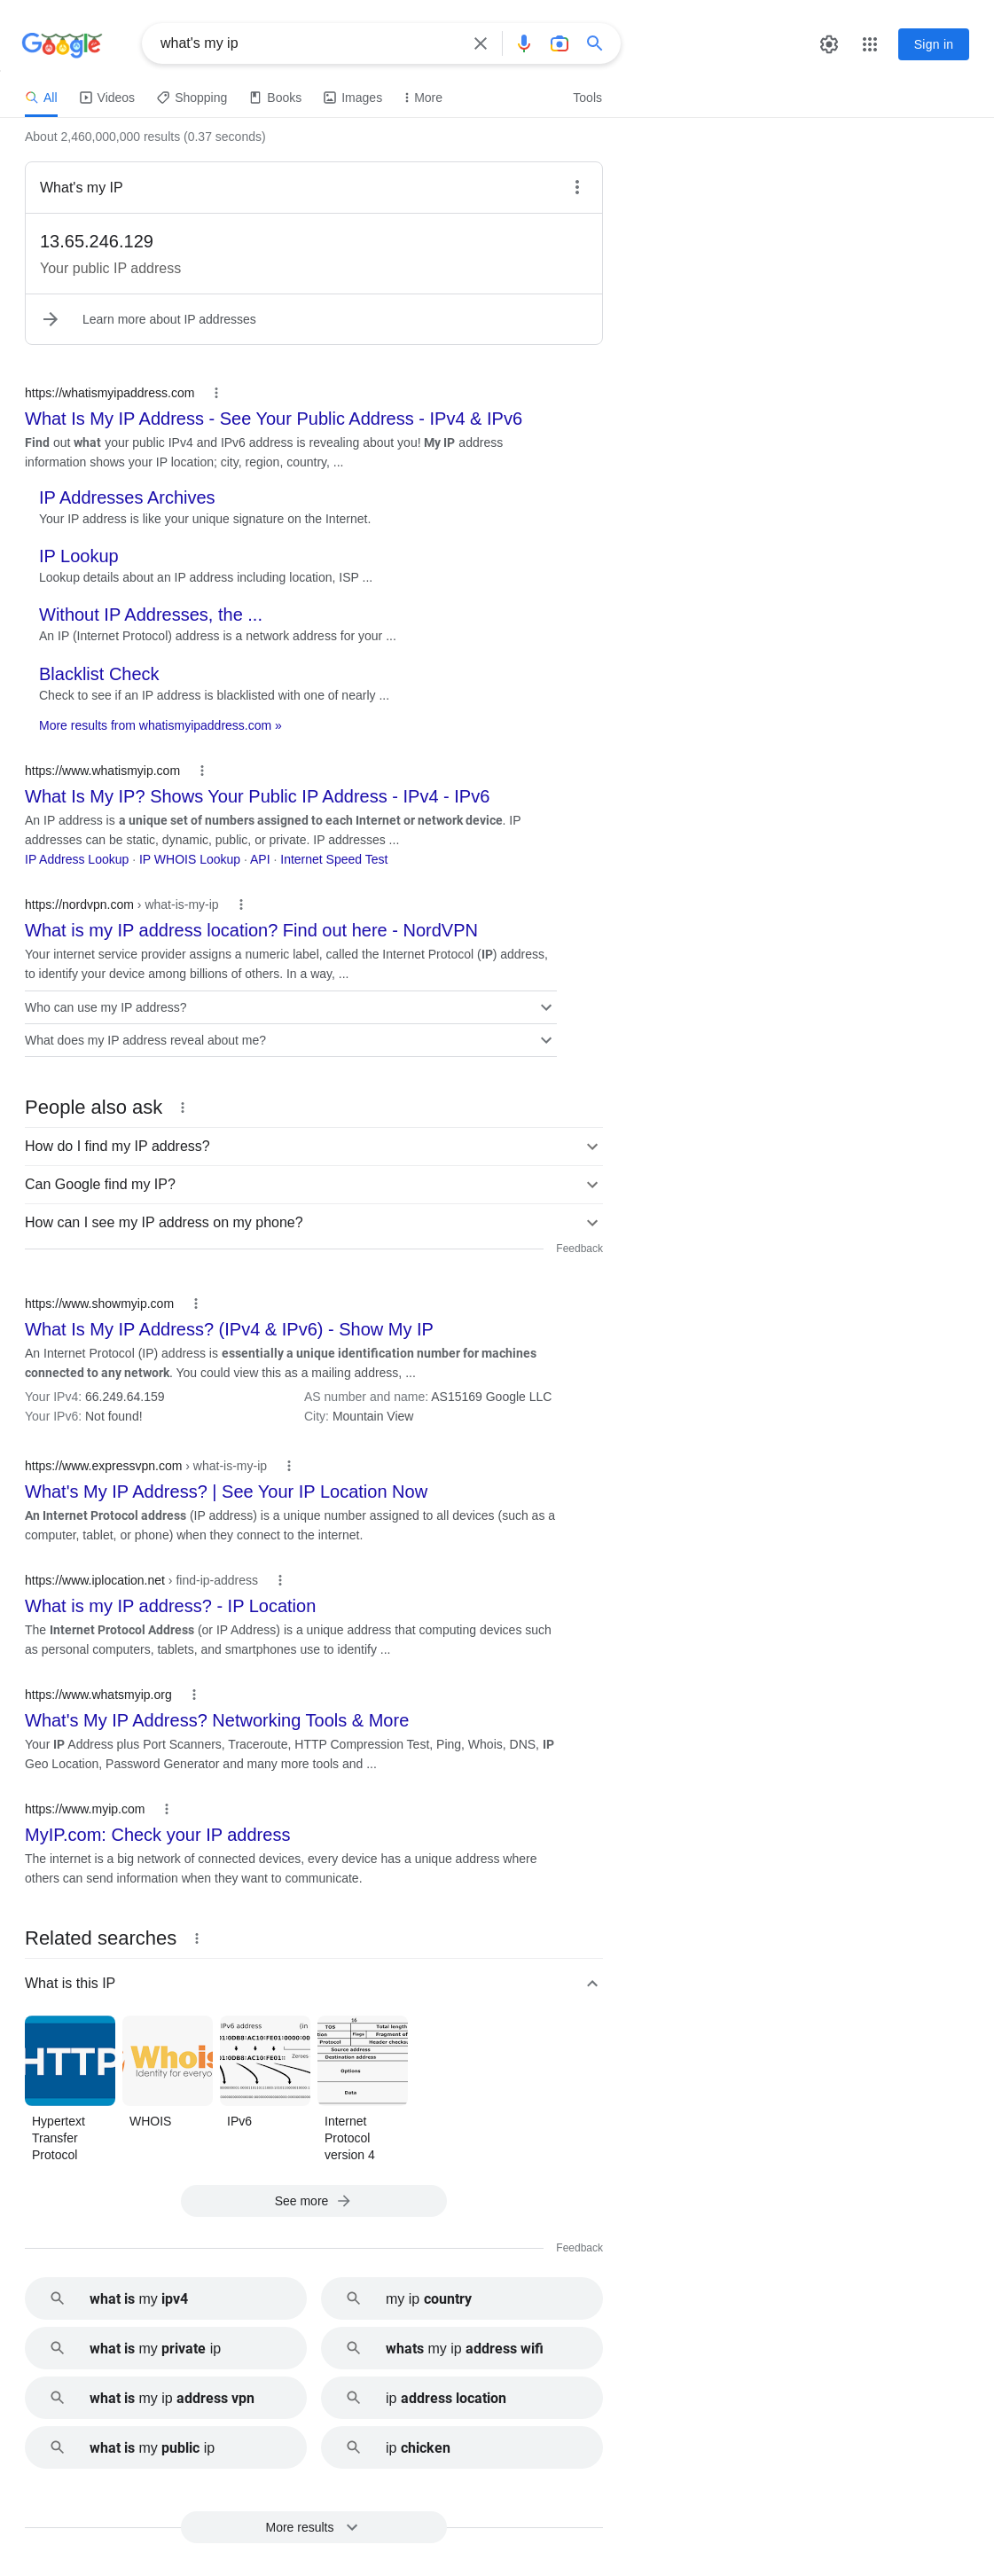 Google
what's my ip
Sign in
All
Videos
Shopping
Books
Images
More
Tools
About 2,460,000,000 results (0.37 seconds)
What's my IP
13.65.246.129
Your public IP address
Learn more about IP addresses
https://whatismyipaddress.com
What Is My IP Address - See Your Public Address - IPv4 & IPv6
Find out what your public IPv4 and IPv6 address is revealing about you! My IP address
information shows your IP location; city, region, country, ...
IP Addresses Archives
Your IP address is like your unique signature on the Internet.
IP Lookup
Lookup details about an IP address including location, ISP ...
Without IP Addresses, the ...
An IP (Internet Protocol) address is a network address for your ...
Blacklist Check
Check to see if an IP address is blacklisted with one of nearly ...
More results from whatismyipaddress.com »
https://www.whatismyip.com
What Is My IP? Shows Your Public IP Address - IPv4 - IPv6
An IP address is a unique set of numbers assigned to each Internet or network device. IP
addresses can be static, dynamic, public, or private. IP addresses ...
IP Address Lookup · IP WHOIS Lookup · API · Internet Speed Test
https://nordvpn.com › what-is-my-ip
What is my IP address location? Find out here - NordVPN
Your internet service provider assigns a numeric label, called the Internet Protocol (IP) address,
to identify your device among billions of others. In a way, ...
Who can use my IP address?
What does my IP address reveal about me?
People also ask
How do I find my IP address?
Can Google find my IP?
How can I see my IP address on my phone?
Feedback
https://www.showmyip.com
What Is My IP Address? (IPv4 & IPv6) - Show My IP
An Internet Protocol (IP) address is essentially a unique identification number for machines
connected to any network. You could view this as a mailing address, ...
Your IPv4: 66.249.64.159
AS number and name: AS15169 Google LLC
Your IPv6: Not found!
City: Mountain View
https://www.expressvpn.com › what-is-my-ip
What's My IP Address? | See Your IP Location Now
An Internet Protocol address (IP address) is a unique number assigned to all devices (such as a
computer, tablet, or phone) when they connect to the internet.
https://www.iplocation.net › find-ip-address
What is my IP address? - IP Location
The Internet Protocol Address (or IP Address) is a unique address that computing devices such
as personal computers, tablets, and smartphones use to identify ...
https://www.whatsmyip.org
What's My IP Address? Networking Tools & More
Your IP Address plus Port Scanners, Traceroute, HTTP Compression Test, Ping, Whois, DNS, IP
Geo Location, Password Generator and many more tools and ...
https://www.myip.com
MyIP.com: Check your IP address
The internet is a big network of connected devices, every device has a unique address where
others can send information when they want to communicate.
Related searches
What is this IP
HTTP
Whois
Identity for everyo
IPv6 address (in
Zeroes
16
TOS
Total length
Flags
Fragment of
Protocol
Header checksu
Source address
Destination address
Options
Data
Hypertext
Transfer
Protocol
WHOIS
IPv6
Internet
Protocol
version 4
See more
Feedback
what is my ipv4
my ip country
what is my private ip
whats my ip address wifi
what is my ip address vpn
ip address location
what is my public ip
ip chicken
More results